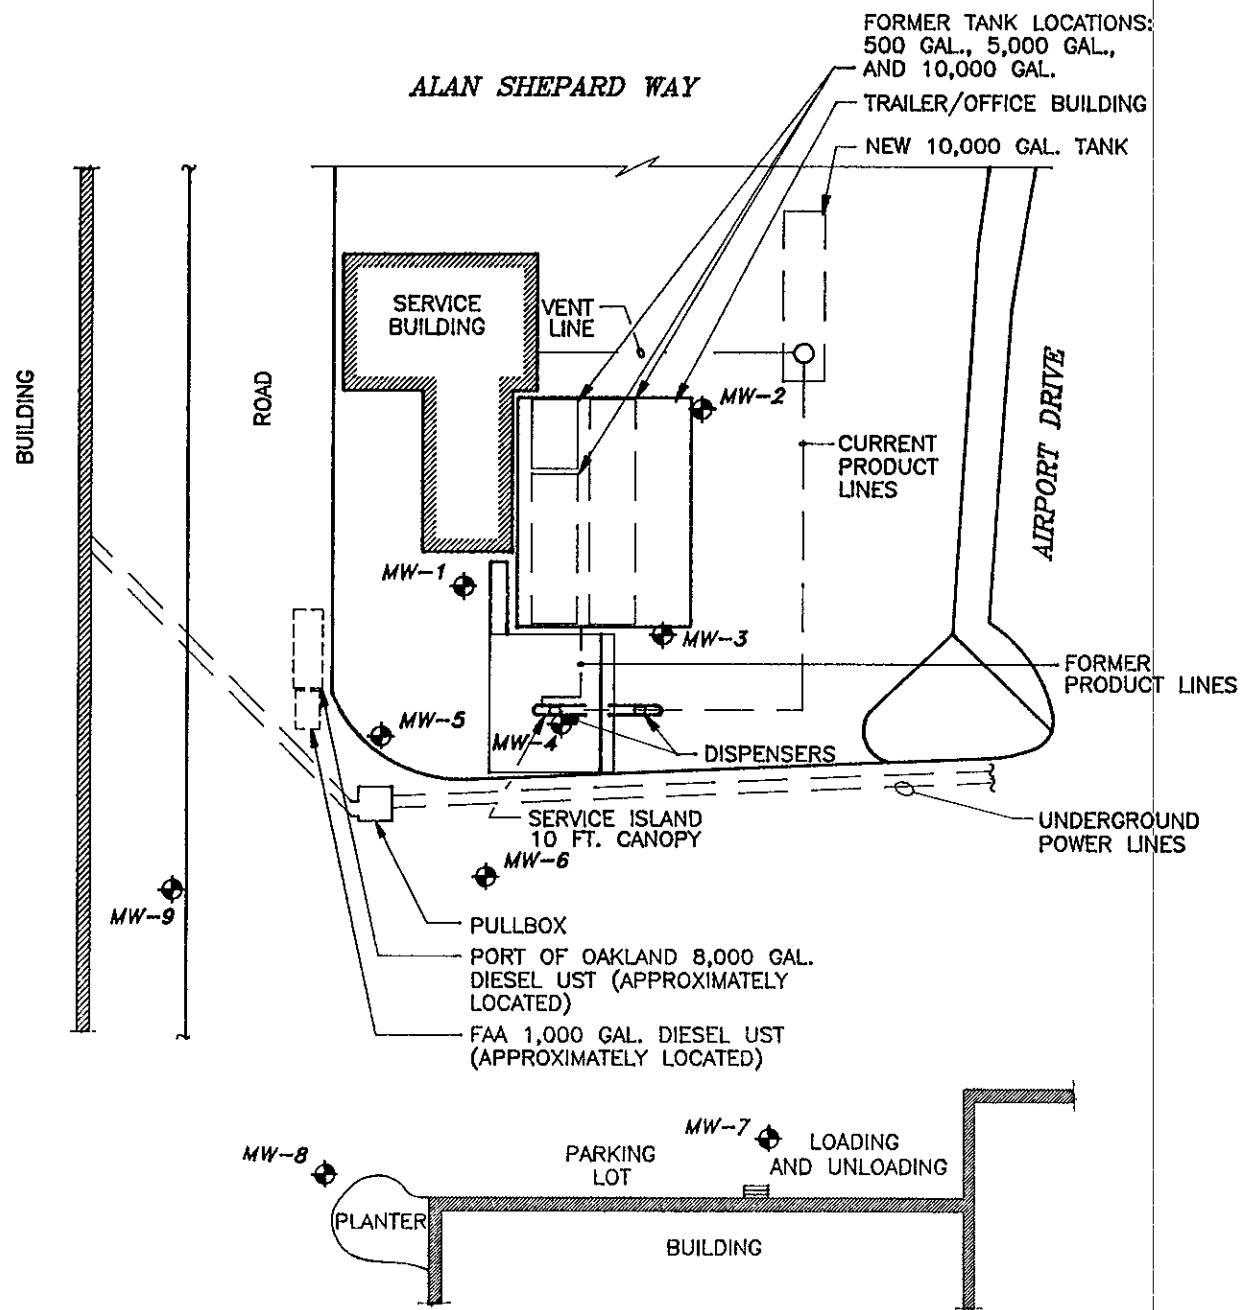 FORMER TANK LOCATIONS:
500 GAL., 5,000 GAL.,
AND 10,000 GAL.
ALAN SHEPARD WAY
TRAILER/OFFICE BUILDING
NEW 10,000 GAL. TANK
SERVICE
BUILDING
VENT
LINE
BUILDING
ROAD
MW-2
AIRPORT DRIVE
CURRENT
PRODUCT
LINES
MW-1
MW-3
FORMER
PRODUCT LINES
MW-5
MW-4
DISPENSERS
SERVICE ISLAND
10 FT. CANOPY
UNDERGROUND
POWER LINES
MW-6
MW-9
PULLBOX
PORT OF OAKLAND 8,000 GAL.
DIESEL UST (APPROXIMATELY
LOCATED)
FAA 1,000 GAL. DIESEL UST
(APPROXIMATELY LOCATED)
MW-7
LOADING
AND UNLOADING
PARKING
LOT
MW-8
PLANTER
BUILDING